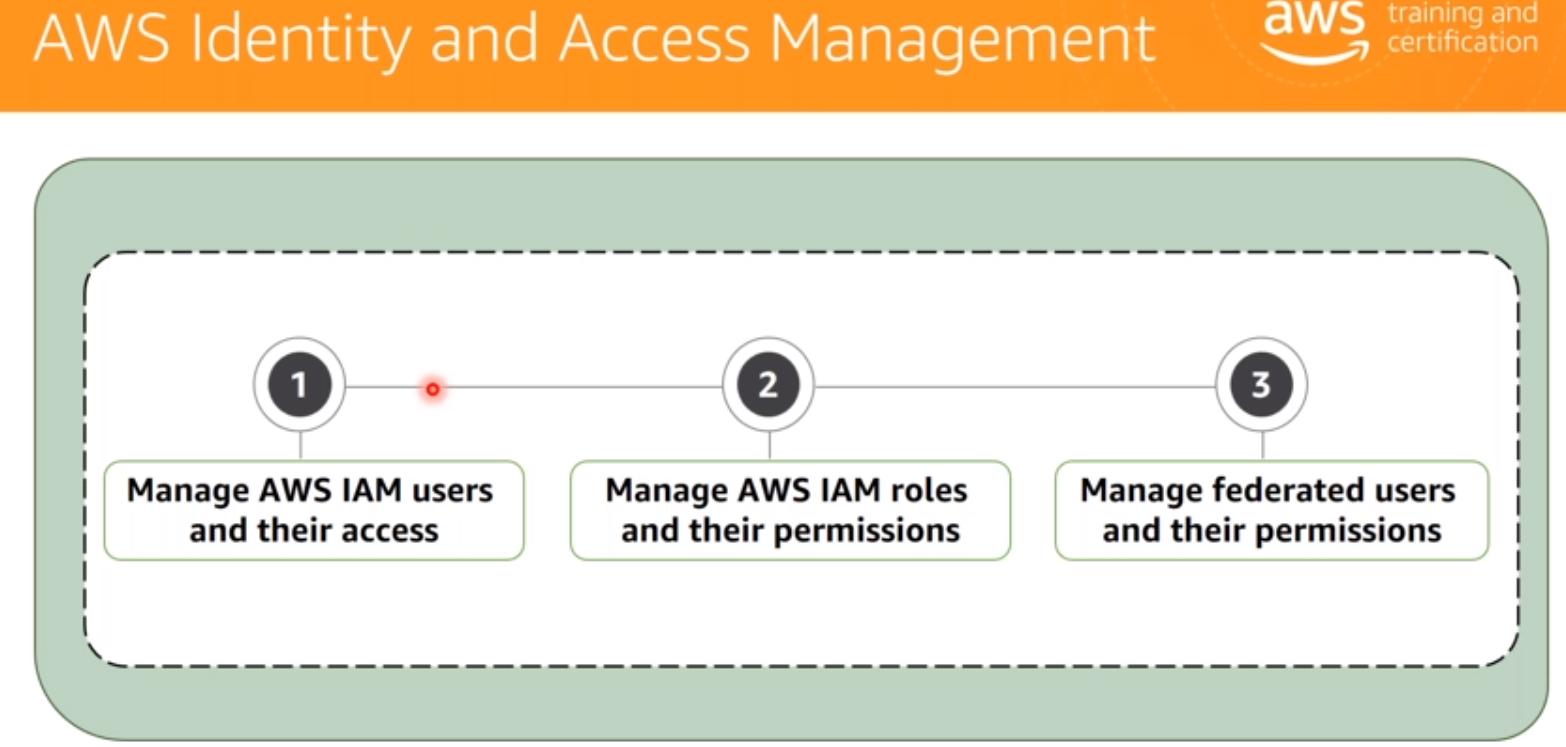 AWS Identity and Access Management
aws training and
certification
1
2
3
Manage AWS IAM users
and their access
Manage AWS IAM roles
and their permissions
Manage federated users
and their permissions